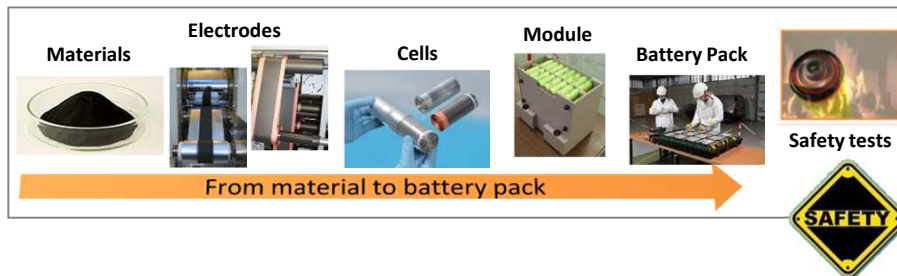 Materials
Electrodes
Cells
Module
Battery Pack
Safety tests
From material to battery pack
SAFETY